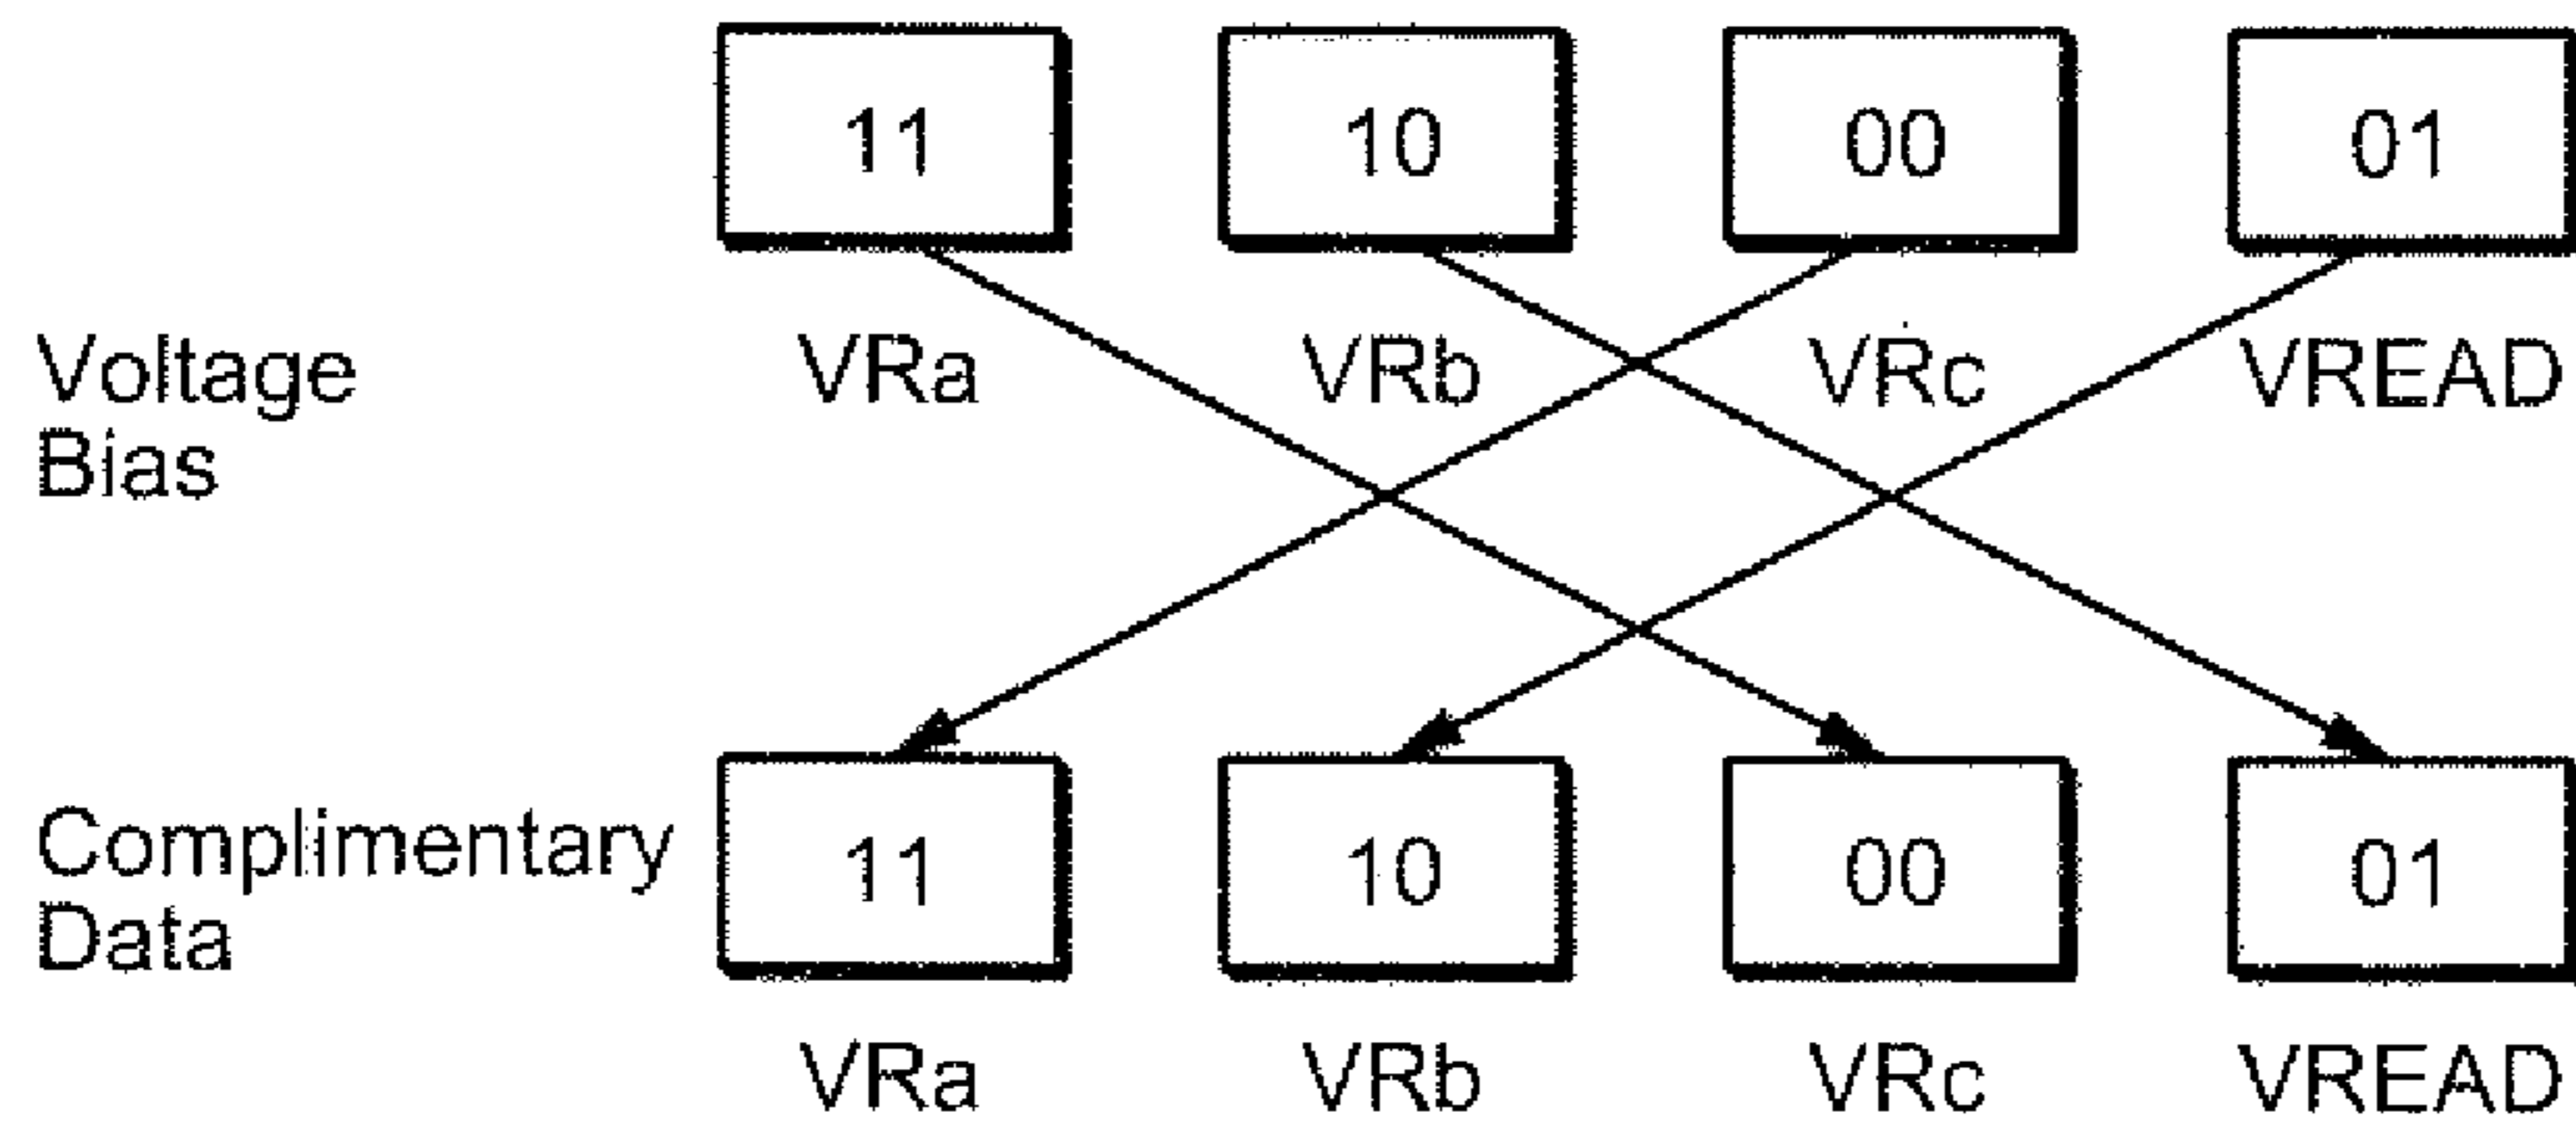 11 10 00 01
Voltage Bias VRa VRb VRc VREAD
Complimentary Data 11 10 00 01
VRa VRb VRc VREAD